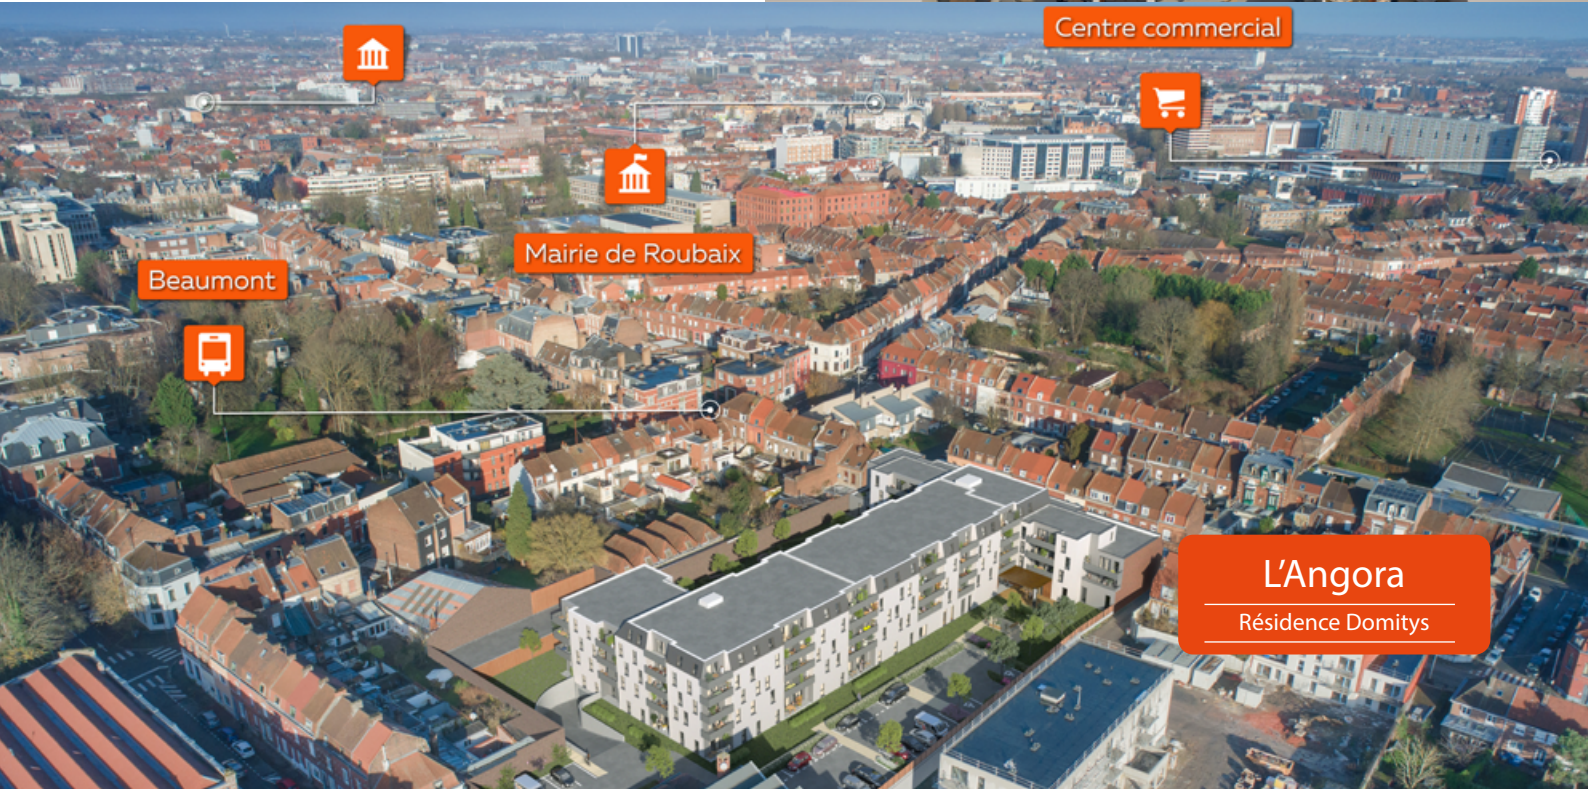 Centre commercial
Mairie de Roubaix
Beaumont
L'Angora
Résidence Domitys